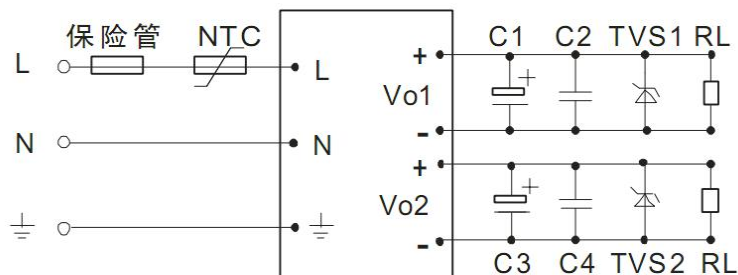 保险管 NTC
C1 C2 TVS1 RL
L L
+
Vo1
-
N N
+
Vo2
-
C3 C4 TVS2 RL
+
+